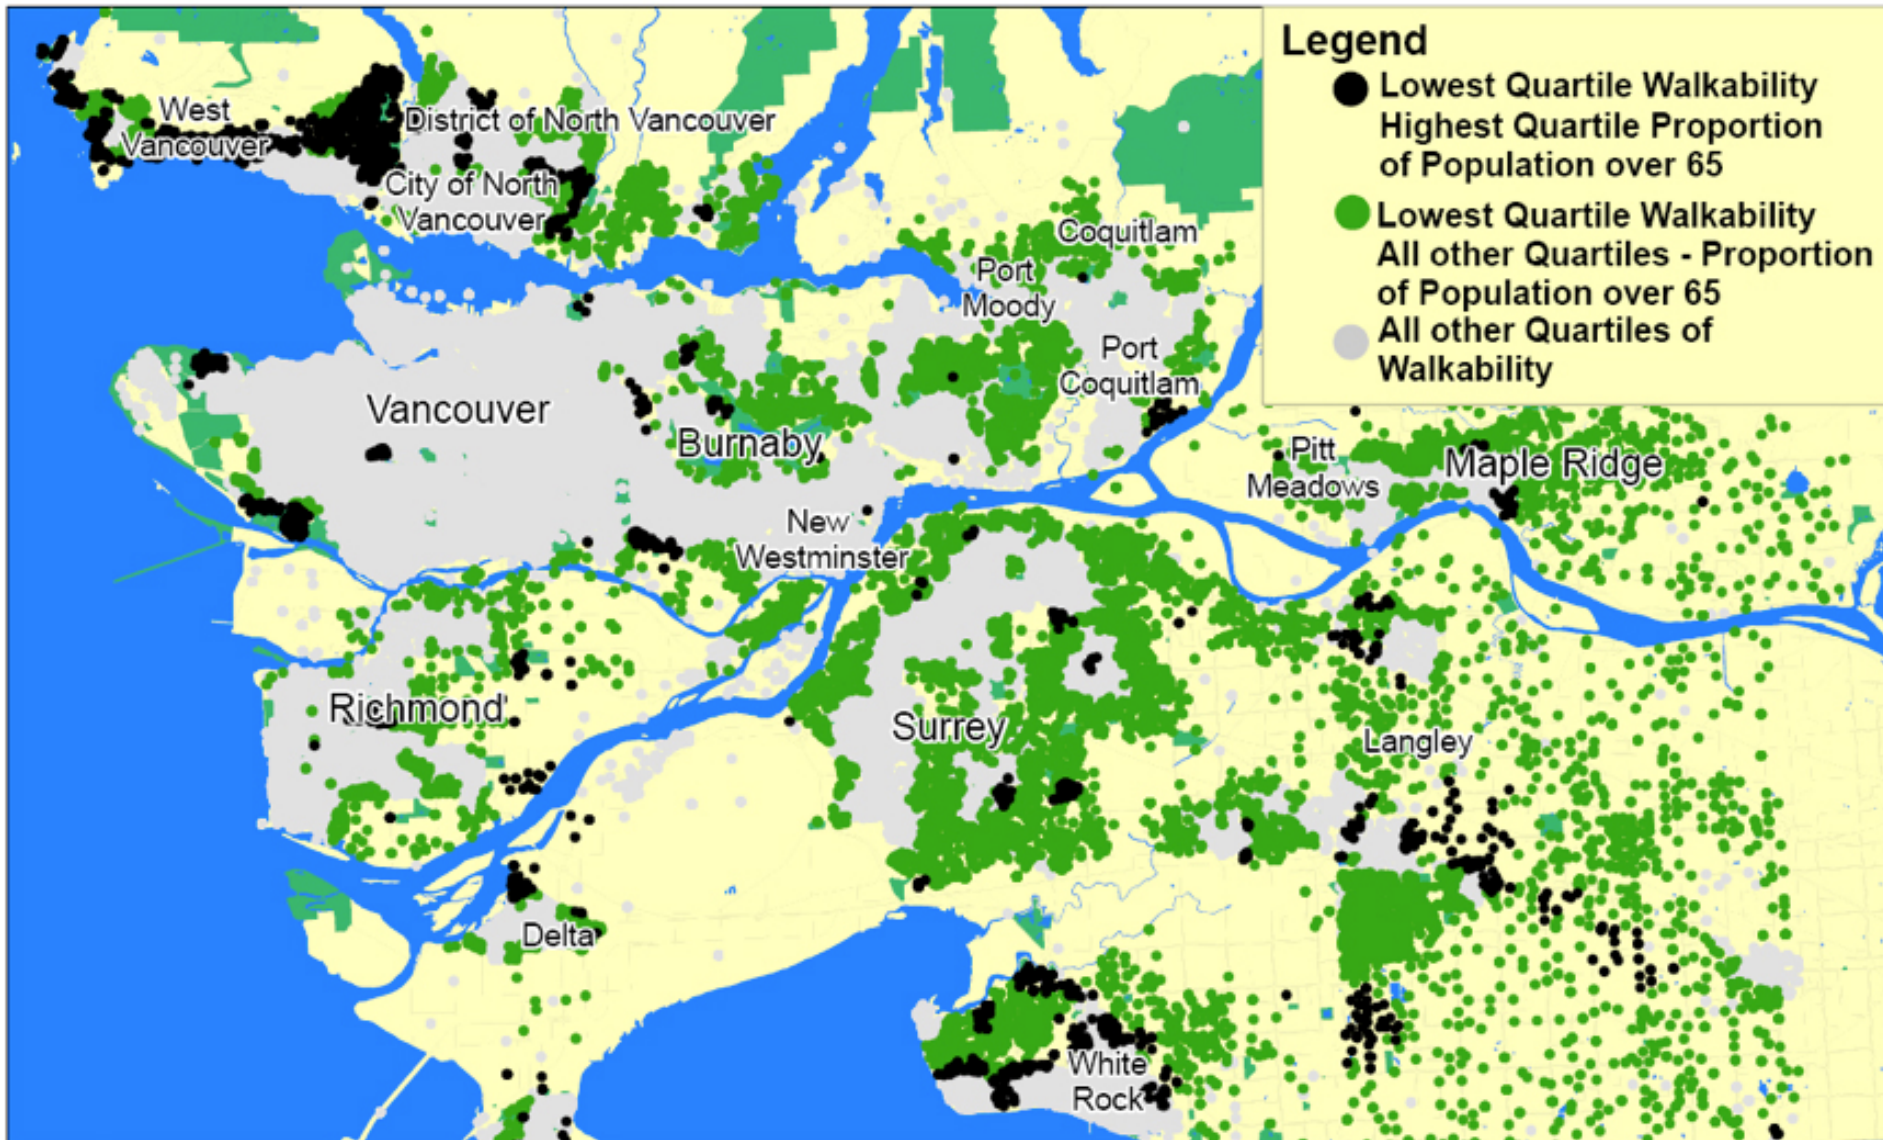 Legend
Lowest Quartile Walkability
Highest Quartile Proportion
of Population over 65
Lowest Quartile Walkability
All other Quartiles - Proportion
of Population over 65
All other Quartiles of
Walkability
West
Vancouver
District of North Vancouver
City of North
Vancouver
Coquitlam
Port
Moody
Port
Coquitlam
Vancouver
Burnaby
Pitt
Meadows
Maple Ridge
New
Westminster
Richmond
Surrey
Langley
Delta
White
Rock